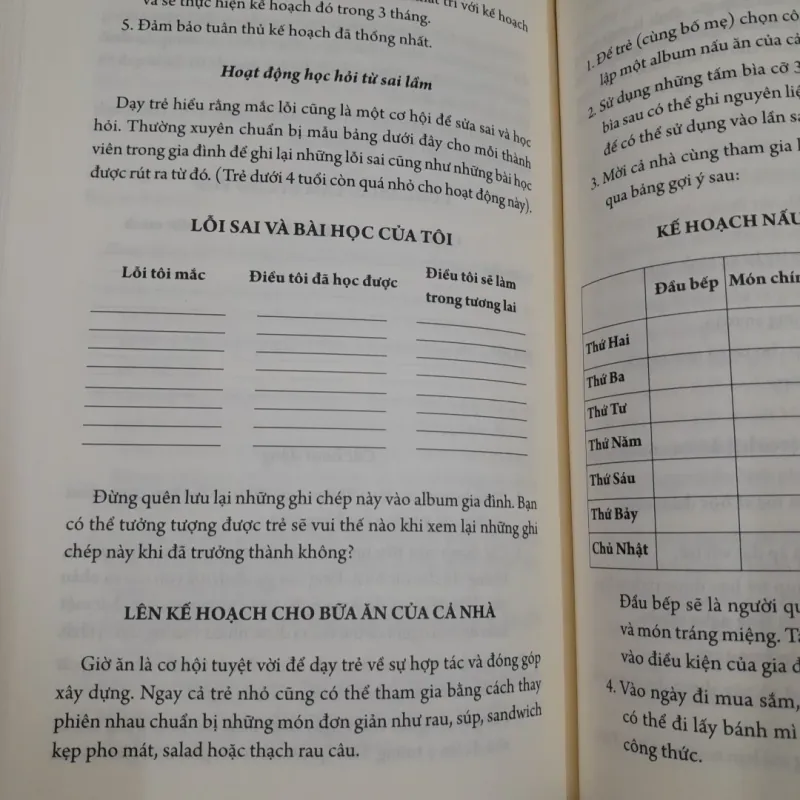 và sẽ thực hiện kế hoạch đó trong 3 tháng.
trí với kế hoạch
5. Đảm bảo tuân thủ kế hoạch đã thống nhất.
Hoạt động học hỏi từ sai lầm
Dạy trẻ hiểu rằng mắc lỗi cũng là một cơ hội để sửa sai và học
hỏi. Thường xuyên chuẩn bị mẫu bảng dưới đây cho mỗi thành
viên trong gia đình để ghi lại những lỗi sai cũng như những bài học
được rút ra từ đó. (Trẻ dưới 4 tuổi còn quá nhỏ cho hoạt động này).
LỖI SAI VÀ BÀI HỌC CỦA TÔI
Lỗi tôi mắc
Điều tôi đã học được
Điều tôi sẽ làm
trong tương lai
Đừng quên lưu lại những ghi chép này vào album gia đình. Bạn
có thể tưởng tượng được trẻ sẽ vui thế nào khi xem lại những ghi
chép này khi đã trưởng thành không?
LÊN KẾ HOẠCH CHO BỮA ĂN CỦA CẢ NHÀ
Giờ ăn là cơ hội tuyệt vời để dạy trẻ về sự hợp tác và đóng góp
xây dựng. Ngay cả trẻ nhỏ cũng có thể tham gia bằng cách thay
phiên nhau chuẩn bị những món đơn giản như rau, súp, sandwich
kẹp pho mát, salad hoặc thạch rau câu.
1. Để trẻ (cùng bố mẹ) chọn
lập một album nấu ăn của
2. Sử dụng những tấm bìa cỡ 3
bìa sau có thể ghi nguyên
để có thể sử dụng vào lần
3. Mời cả nhà cùng tham gia
qua bảng gợi ý sau:
KẾ HOẠCH NẤU
Đầu bếp
Món chín
Thứ Hai
Thứ Ba
Thứ Tư
Thứ Năm
Thứ Sáu
Thứ Bảy
Chủ Nhật
Đầu bếp sẽ là người
và món tráng miệng.
vào điều kiện của gia
4. Vào ngày đi mua sắm,
có thể đi lấy bánh mì
công thức.